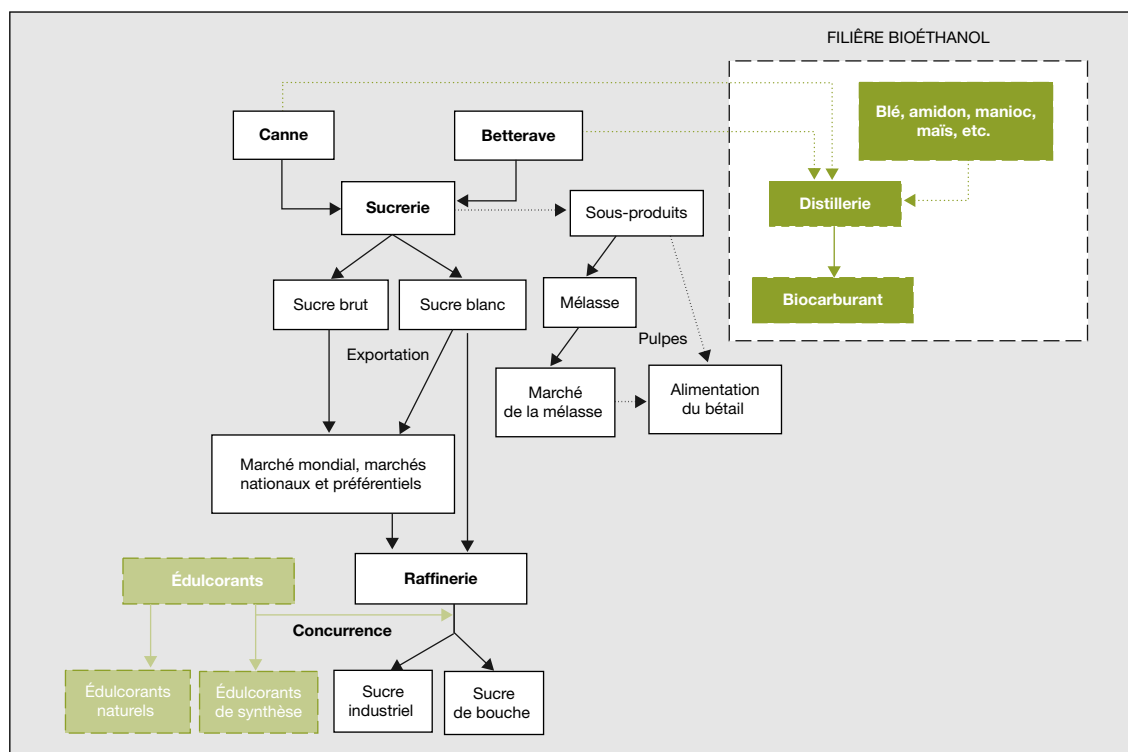 FILIÊRE BIOÉTHANOL
Blé, amidon, manioc,
maïs, etc.
Canne
Betterave
Sucrerie
Sous-produits
Distillerie
Sucre brut
Sucre blanc
Mélasse
Biocarburant
Exportation
Pulpes
Marché
de la mélasse
Alimentation
du bétail
Marché mondial, marchés
nationaux et préférentiels
Édulcorants
Raffinerie
Concurrence
Édulcorants
naturels
Édulcorants
de synthèse
Sucre
industriel
Sucre
de bouche